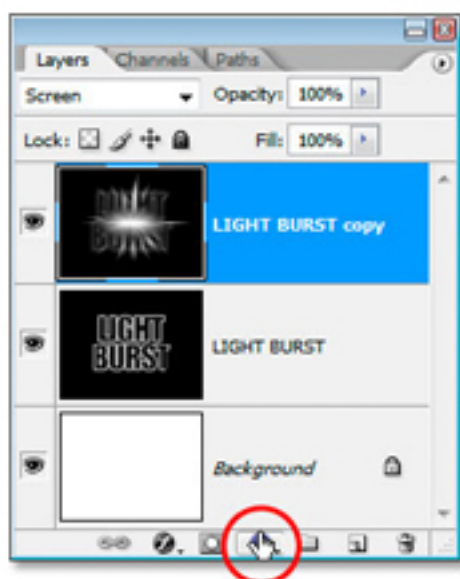 Layers Channels Paths
Screen Opacity: 100%
Lock: Fill: 100%
LIGHT BURST
LIGHT BURST copy
LIGHT BURST
LIGHT BURST
Background